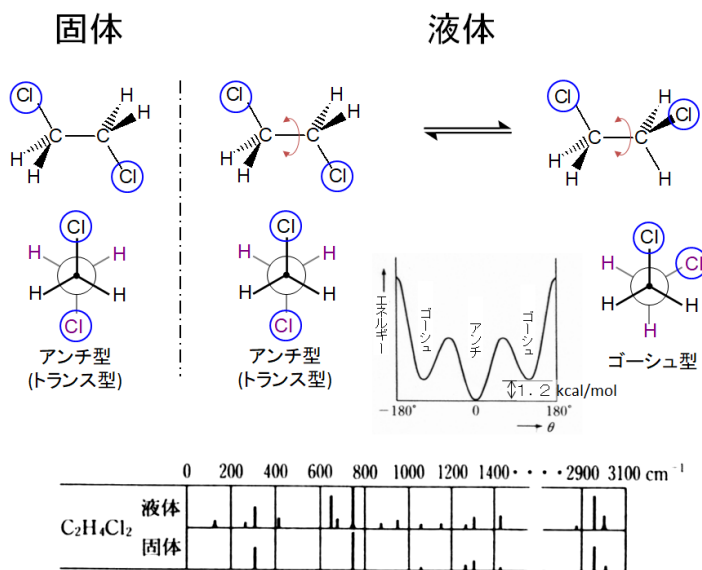 固体
液体
Cl
H
H
C
C
H
H
Cl
Cl
H
H
C
C
H
H
Cl
Cl
H
Cl
C
C
H
H
H
Cl
H
H
H
H
Cl
アンチ型
(トランス型)
Cl
H
H
H
H
Cl
アンチ型
(トランス型)
エネルギー
ゴーシュ
アンチ
ゴーシュ
1.2 kcal/mol
−180° 0 180°
θ
Cl
H
Cl
H
H
H
ゴーシュ型
0 200 400 600 800 1000 1200 1400 ・・・・ 2900 3100 cm⁻¹
C₂H₄Cl₂
液体
固体